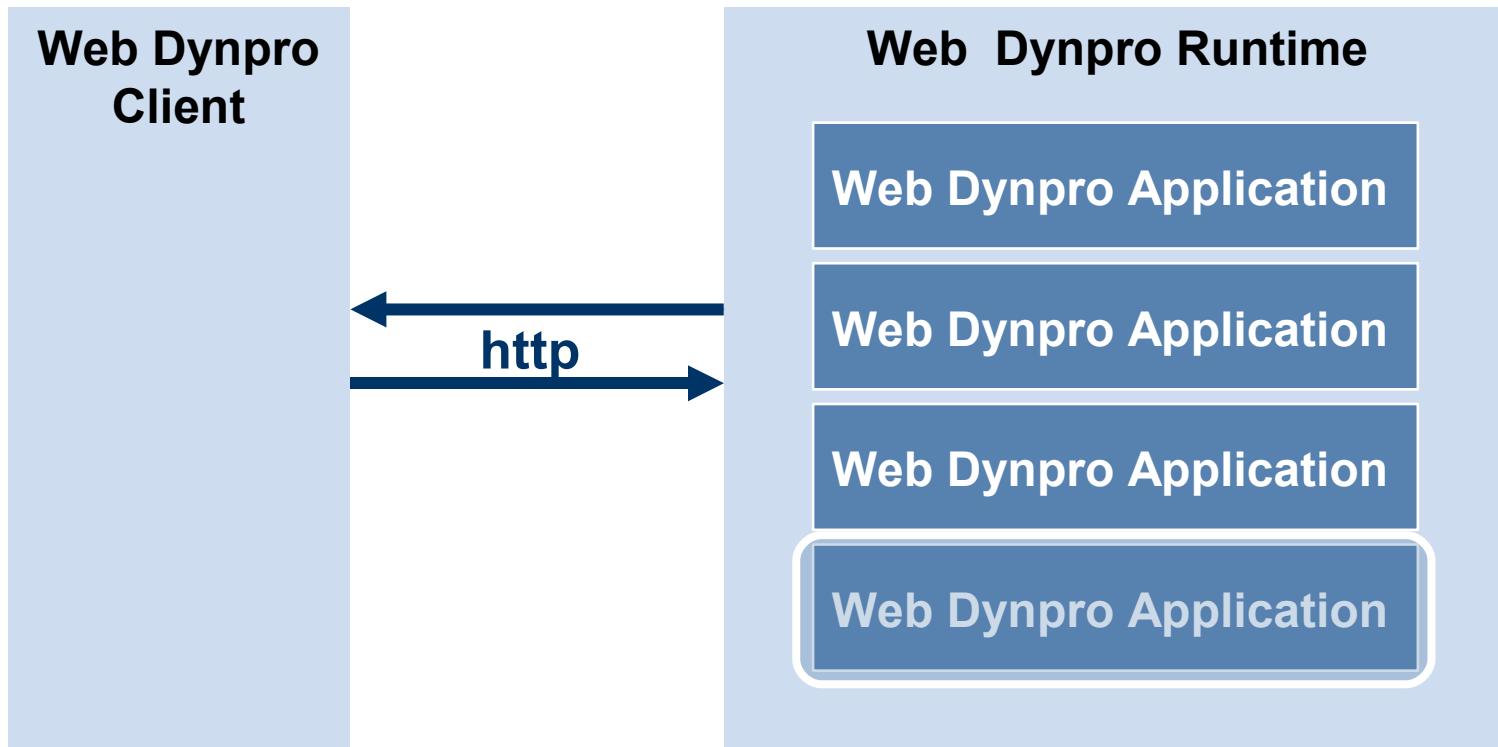 Web Dynpro
Client
http
Web Dynpro Runtime
Web Dynpro Application
Web Dynpro Application
Web Dynpro Application
Web Dynpro Application